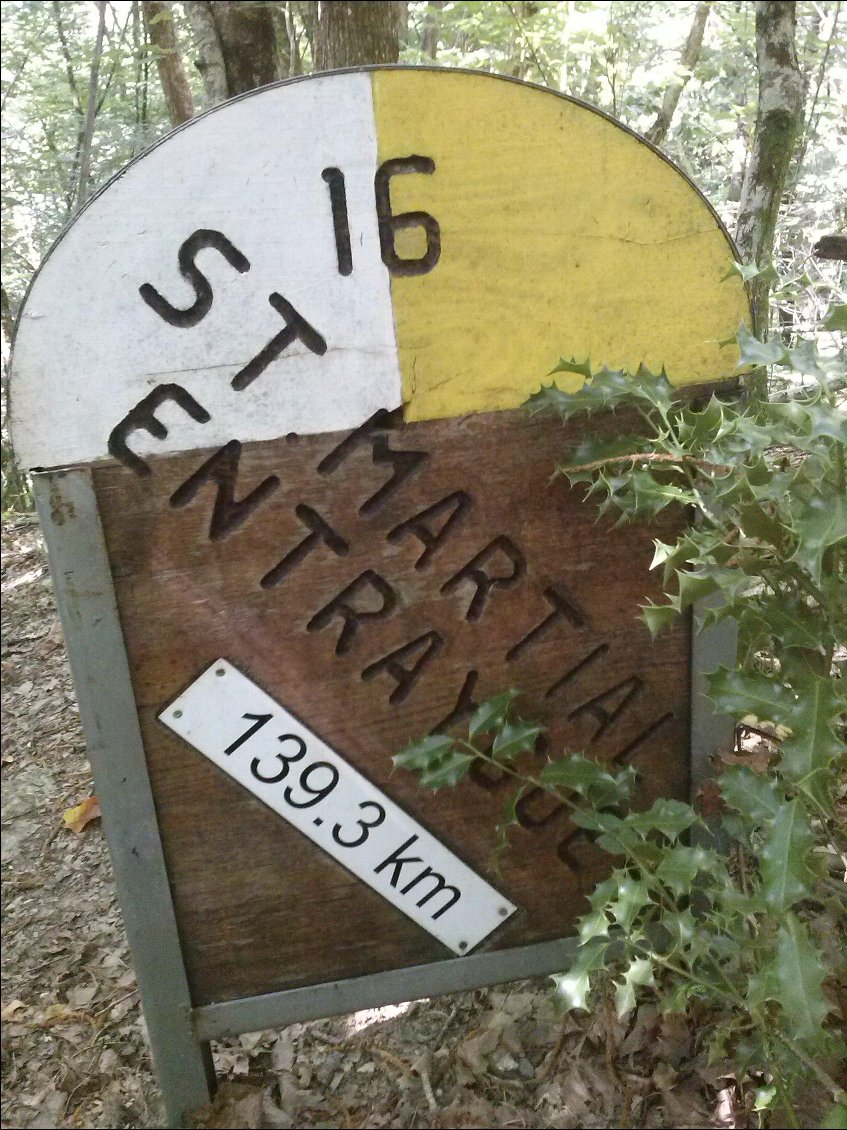 16
ST. MARTIAL
ENTRAYGUE
139.3 km